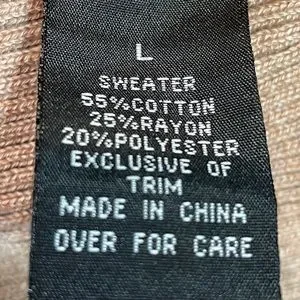 L
SWEATER
55%COTTON
25%RAYON
20%POLYESTER
EXCLUSIVE OF
TRIM
MADE IN CHINA
OVER FOR CARE